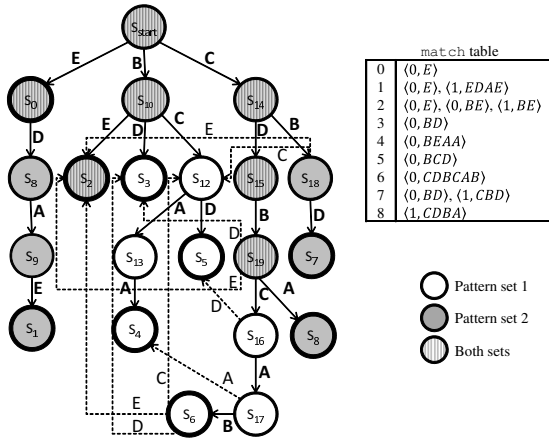 S_start
E B C
S_0 S_10 S_14
D E D C D B
E
C
S_8 S_2 S_3 S_12 S_15 S_18
A A D B D
D
S_9 S_13 S_5 S_19 S_7
E
E A D C A
S_1 S_4 S_16 S_8
C A A
E S_6 B S_17
D
match table
0 ⟨0, E⟩
1 ⟨0, E⟩, ⟨1, EDAE⟩
2 ⟨0, E⟩, ⟨0, BE⟩, ⟨1, BE⟩
3 ⟨0, BD⟩
4 ⟨0, BEAA⟩
5 ⟨0, BCD⟩
6 ⟨0, CDBCAB⟩
7 ⟨0, BD⟩, ⟨1, CBD⟩
8 ⟨1, CDBA⟩
Pattern set 1
Pattern set 2
Both sets